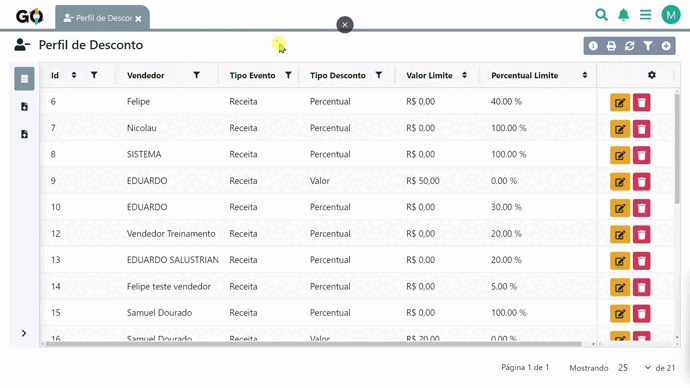 GQ Perfil de Descor × M
Perfil de Desconto
Id Vendedor Tipo Evento Tipo Desconto Valor Limite Percentual Limite
6 Felipe Receita Percentual R$ 0,00 40.00 %
7 Nicolau Receita Percentual R$ 0,00 100.00 %
8 SISTEMA Receita Percentual R$ 0,00 100.00 %
9 EDUARDO Receita Valor R$ 50,00 0.00 %
10 EDUARDO Receita Percentual R$ 0,00 30.00 %
12 Vendedor Treinamento Receita Percentual R$ 0,00 20.00 %
13 EDUARDO SALUSTRIAN Receita Percentual R$ 0,00 20.00 %
14 Felipe teste vendedor Receita Percentual R$ 0,00 5.00 %
15 Samuel Dourado Receita Percentual R$ 0,00 100.00 %
16 Samuel Dourado Receita Valor R$ 20,00 0.00 %
Página 1 de 1 Mostrando 25 de 21